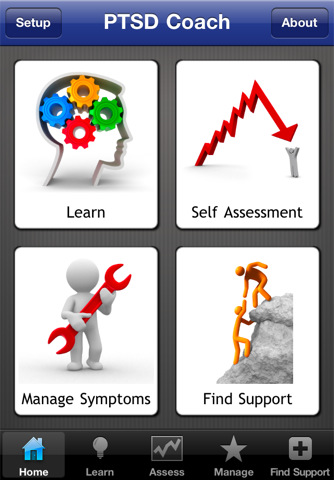 Setup PTSD Coach About
Learn Self Assessment
Manage Symptoms Find Support
Home Learn Assess Manage Find Support